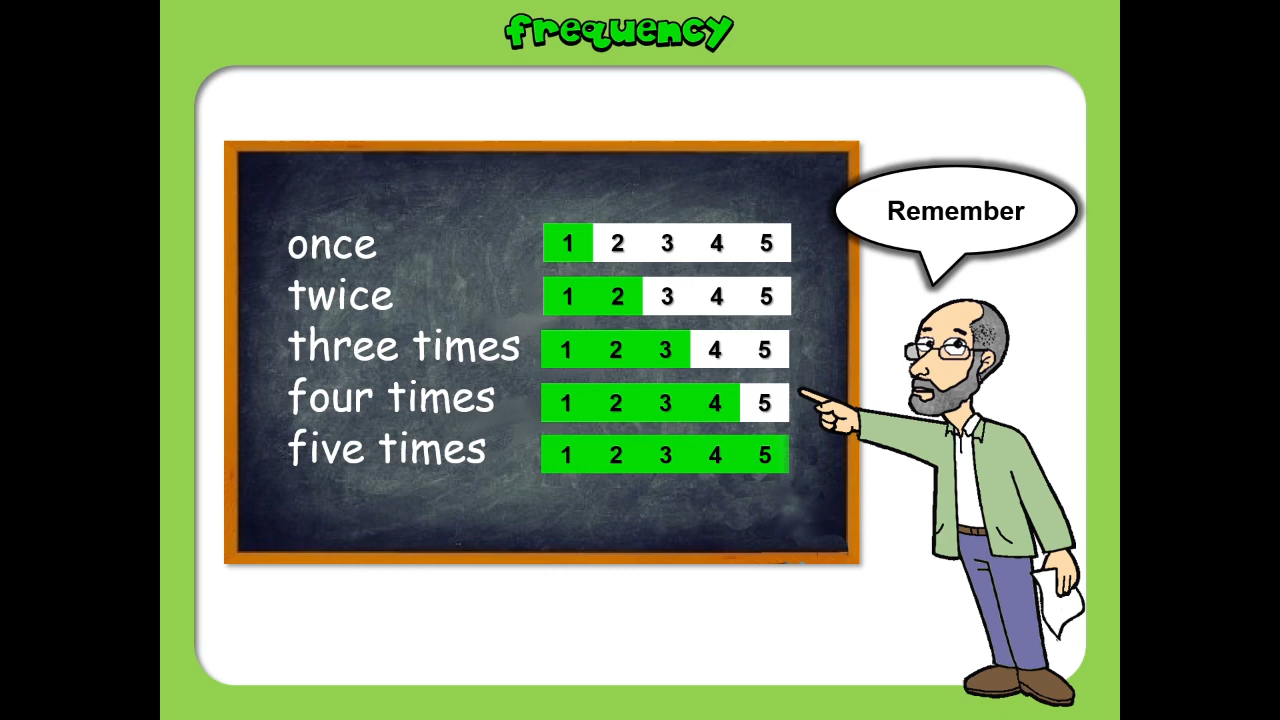 frequency
Remember
once 1 2 3 4 5
twice 1 2 3 4 5
three times 1 2 3 4 5
four times 1 2 3 4 5
five times 1 2 3 4 5